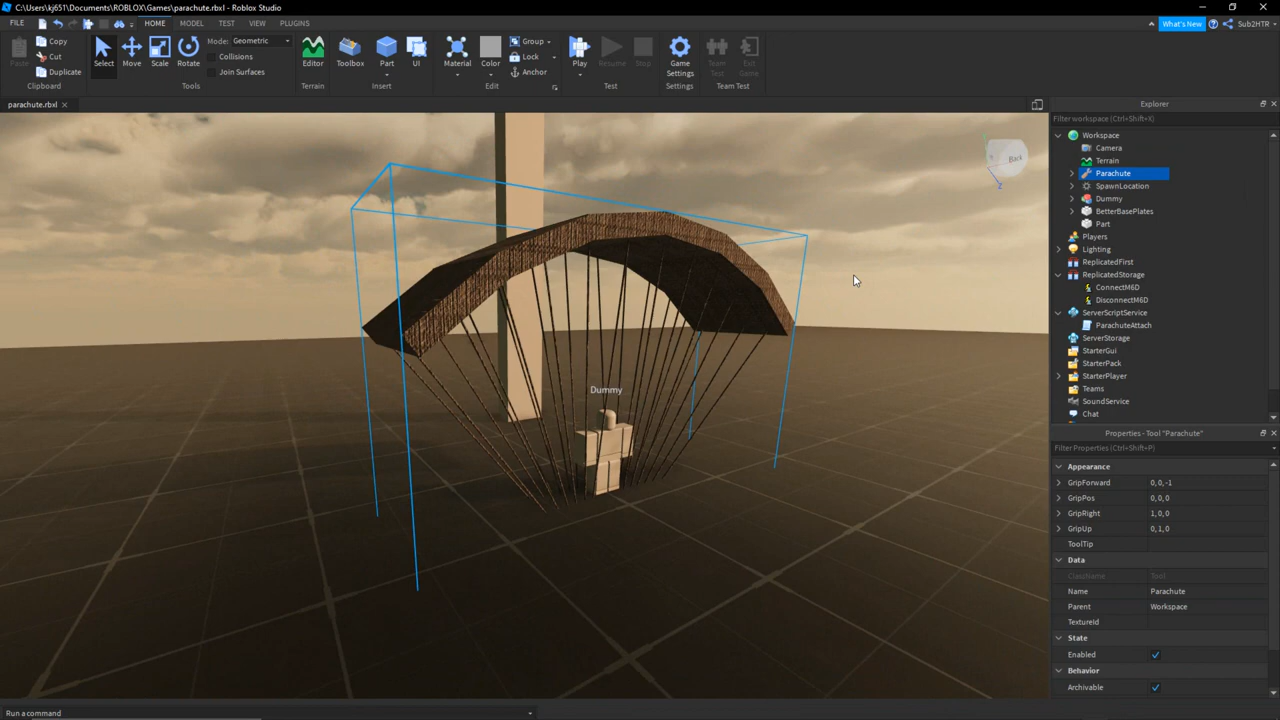 C:\Users\kj651\Documents\ROBLOX\Games\parachute.rbxl - Roblox Studio
FILE HOME MODEL TEST VIEW PLUGINS What's New Sub2HTR
Paste Copy Cut Duplicate Clipboard
Select Move Scale Rotate Mode: Geometric Collisions Join Surfaces Tools
Editor Terrain
Toolbox Part UI Insert
Material Color Group Lock Anchor Edit
Play Resume Stop Test
Game Settings Settings
Team Test Exit Game Team Test
parachute.rbxl
Back
Z
Dummy
Explorer
Filter workspace (Ctrl+Shift+X)
Workspace
Camera
Terrain
Parachute
SpawnLocation
Dummy
BetterBasePlates
Part
Players
Lighting
ReplicatedFirst
ReplicatedStorage
ConnectM6D
DisconnectM6D
ServerScriptService
ParachuteAttach
ServerStorage
StarterGui
StarterPack
StarterPlayer
Teams
SoundService
Chat
Properties - Tool "Parachute"
Filter Properties (Ctrl+Shift+P)
Appearance
GripForward 0, 0, -1
GripPos 0, 0, 0
GripRight 1, 0, 0
GripUp 0, 1, 0
ToolTip
Data
ClassName Tool
Name Parachute
Parent Workspace
TextureId
State
Enabled
Behavior
Archivable
Run a command